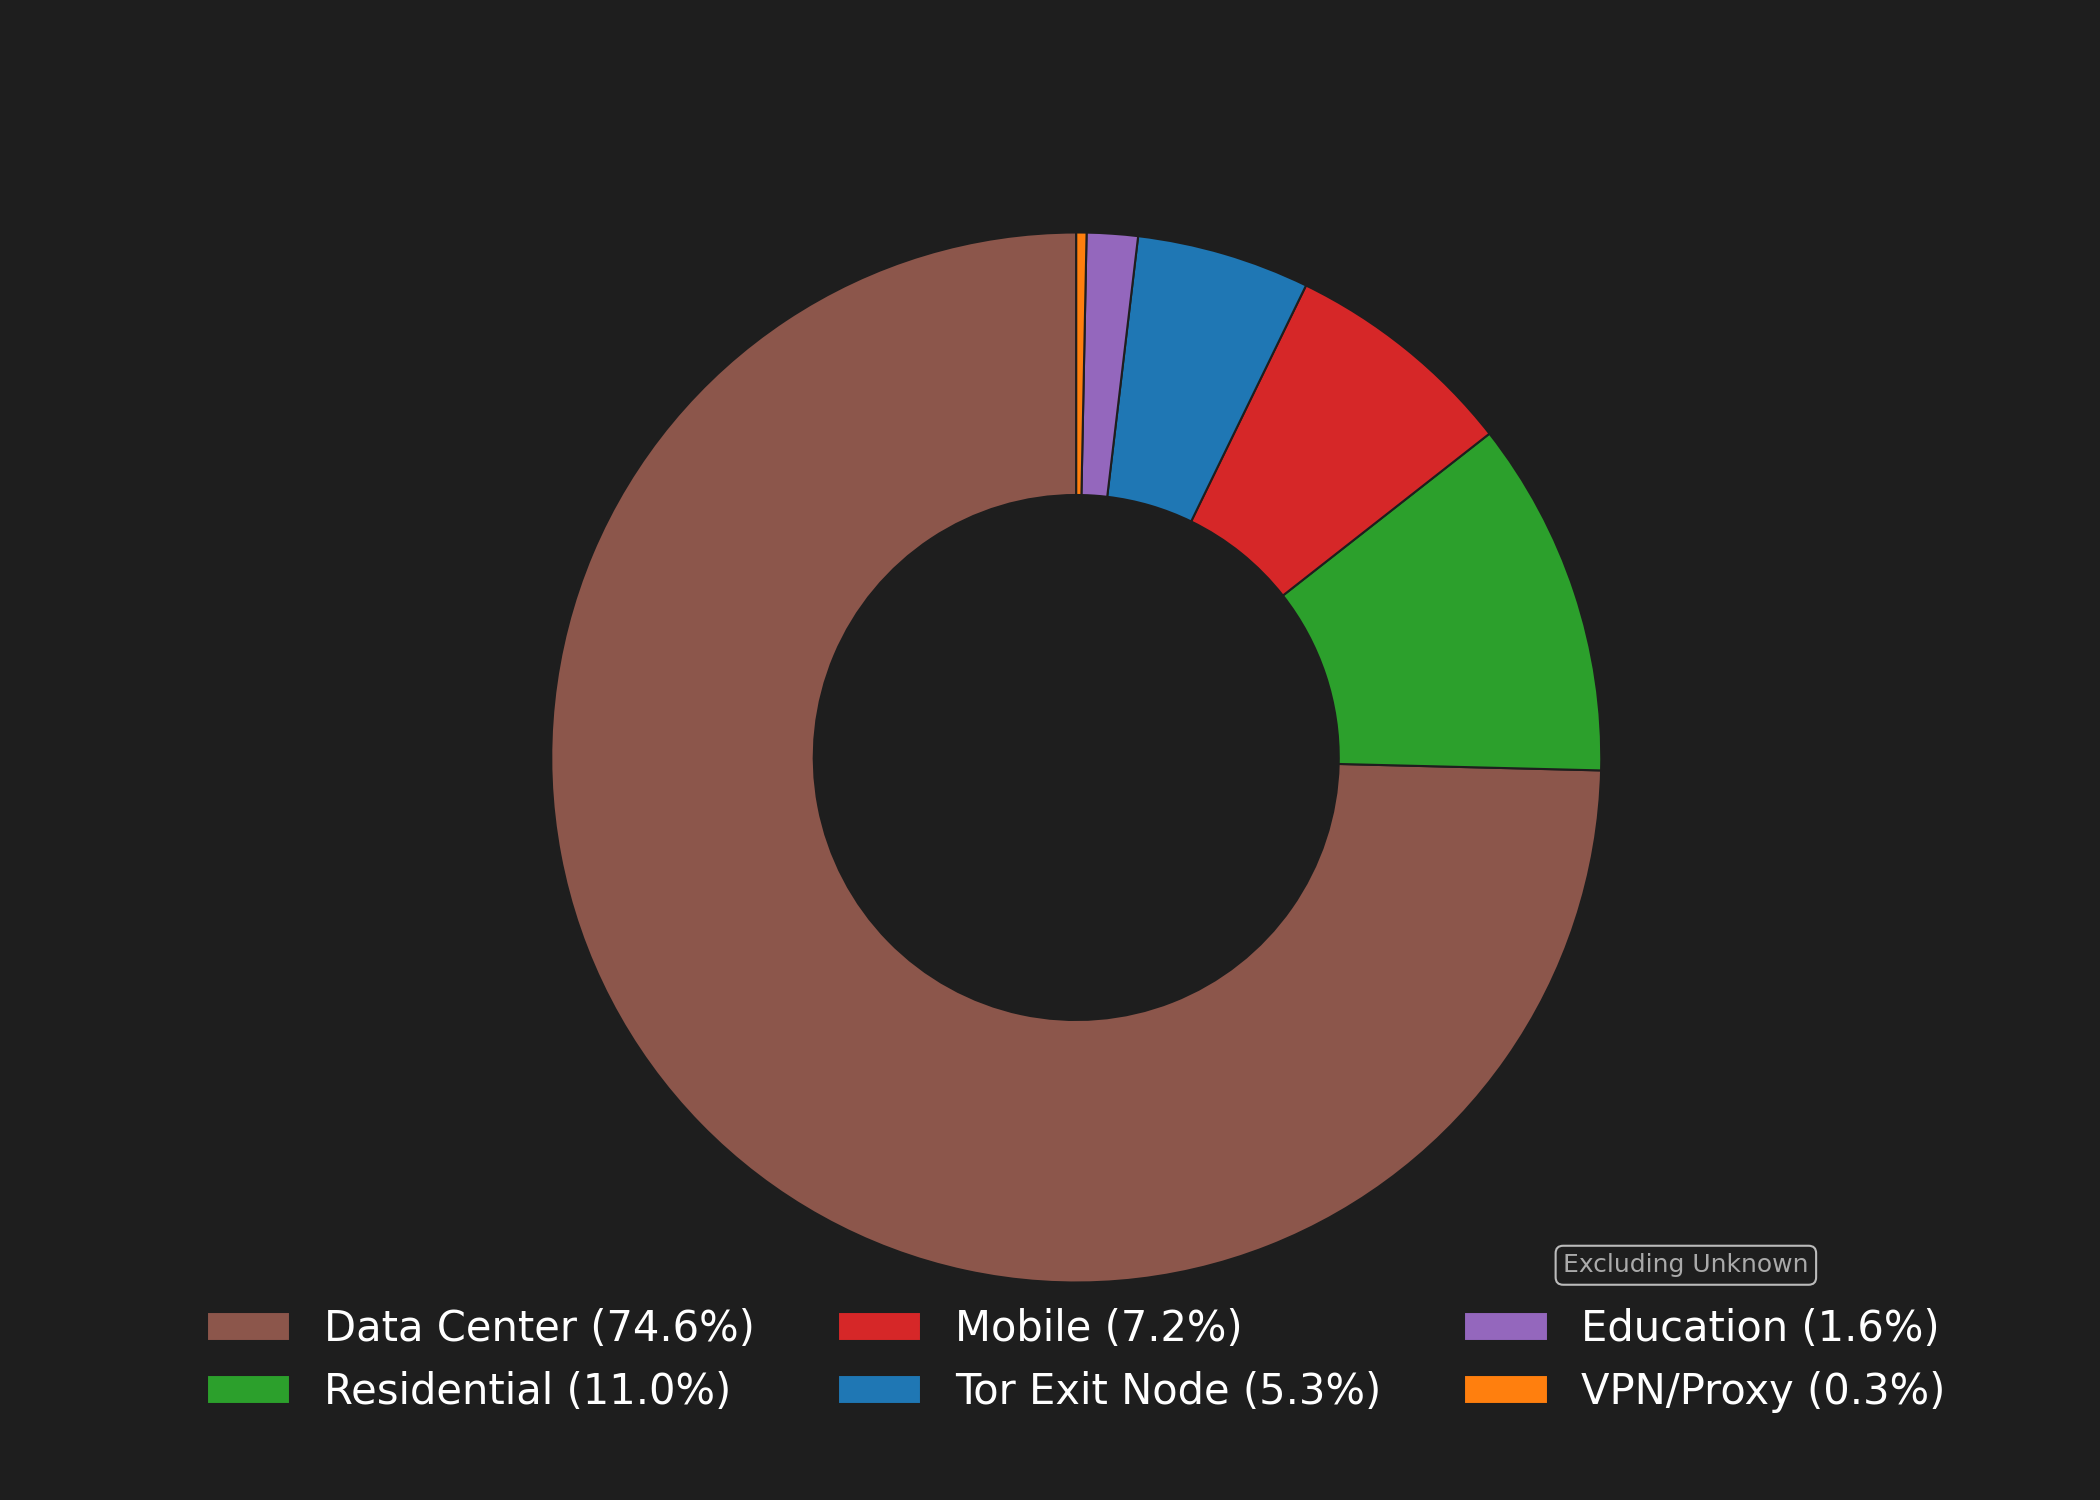 Excluding Unknown
Data Center (74.6%)
Residential (11.0%)
Mobile (7.2%)
Tor Exit Node (5.3%)
Education (1.6%)
VPN/Proxy (0.3%)